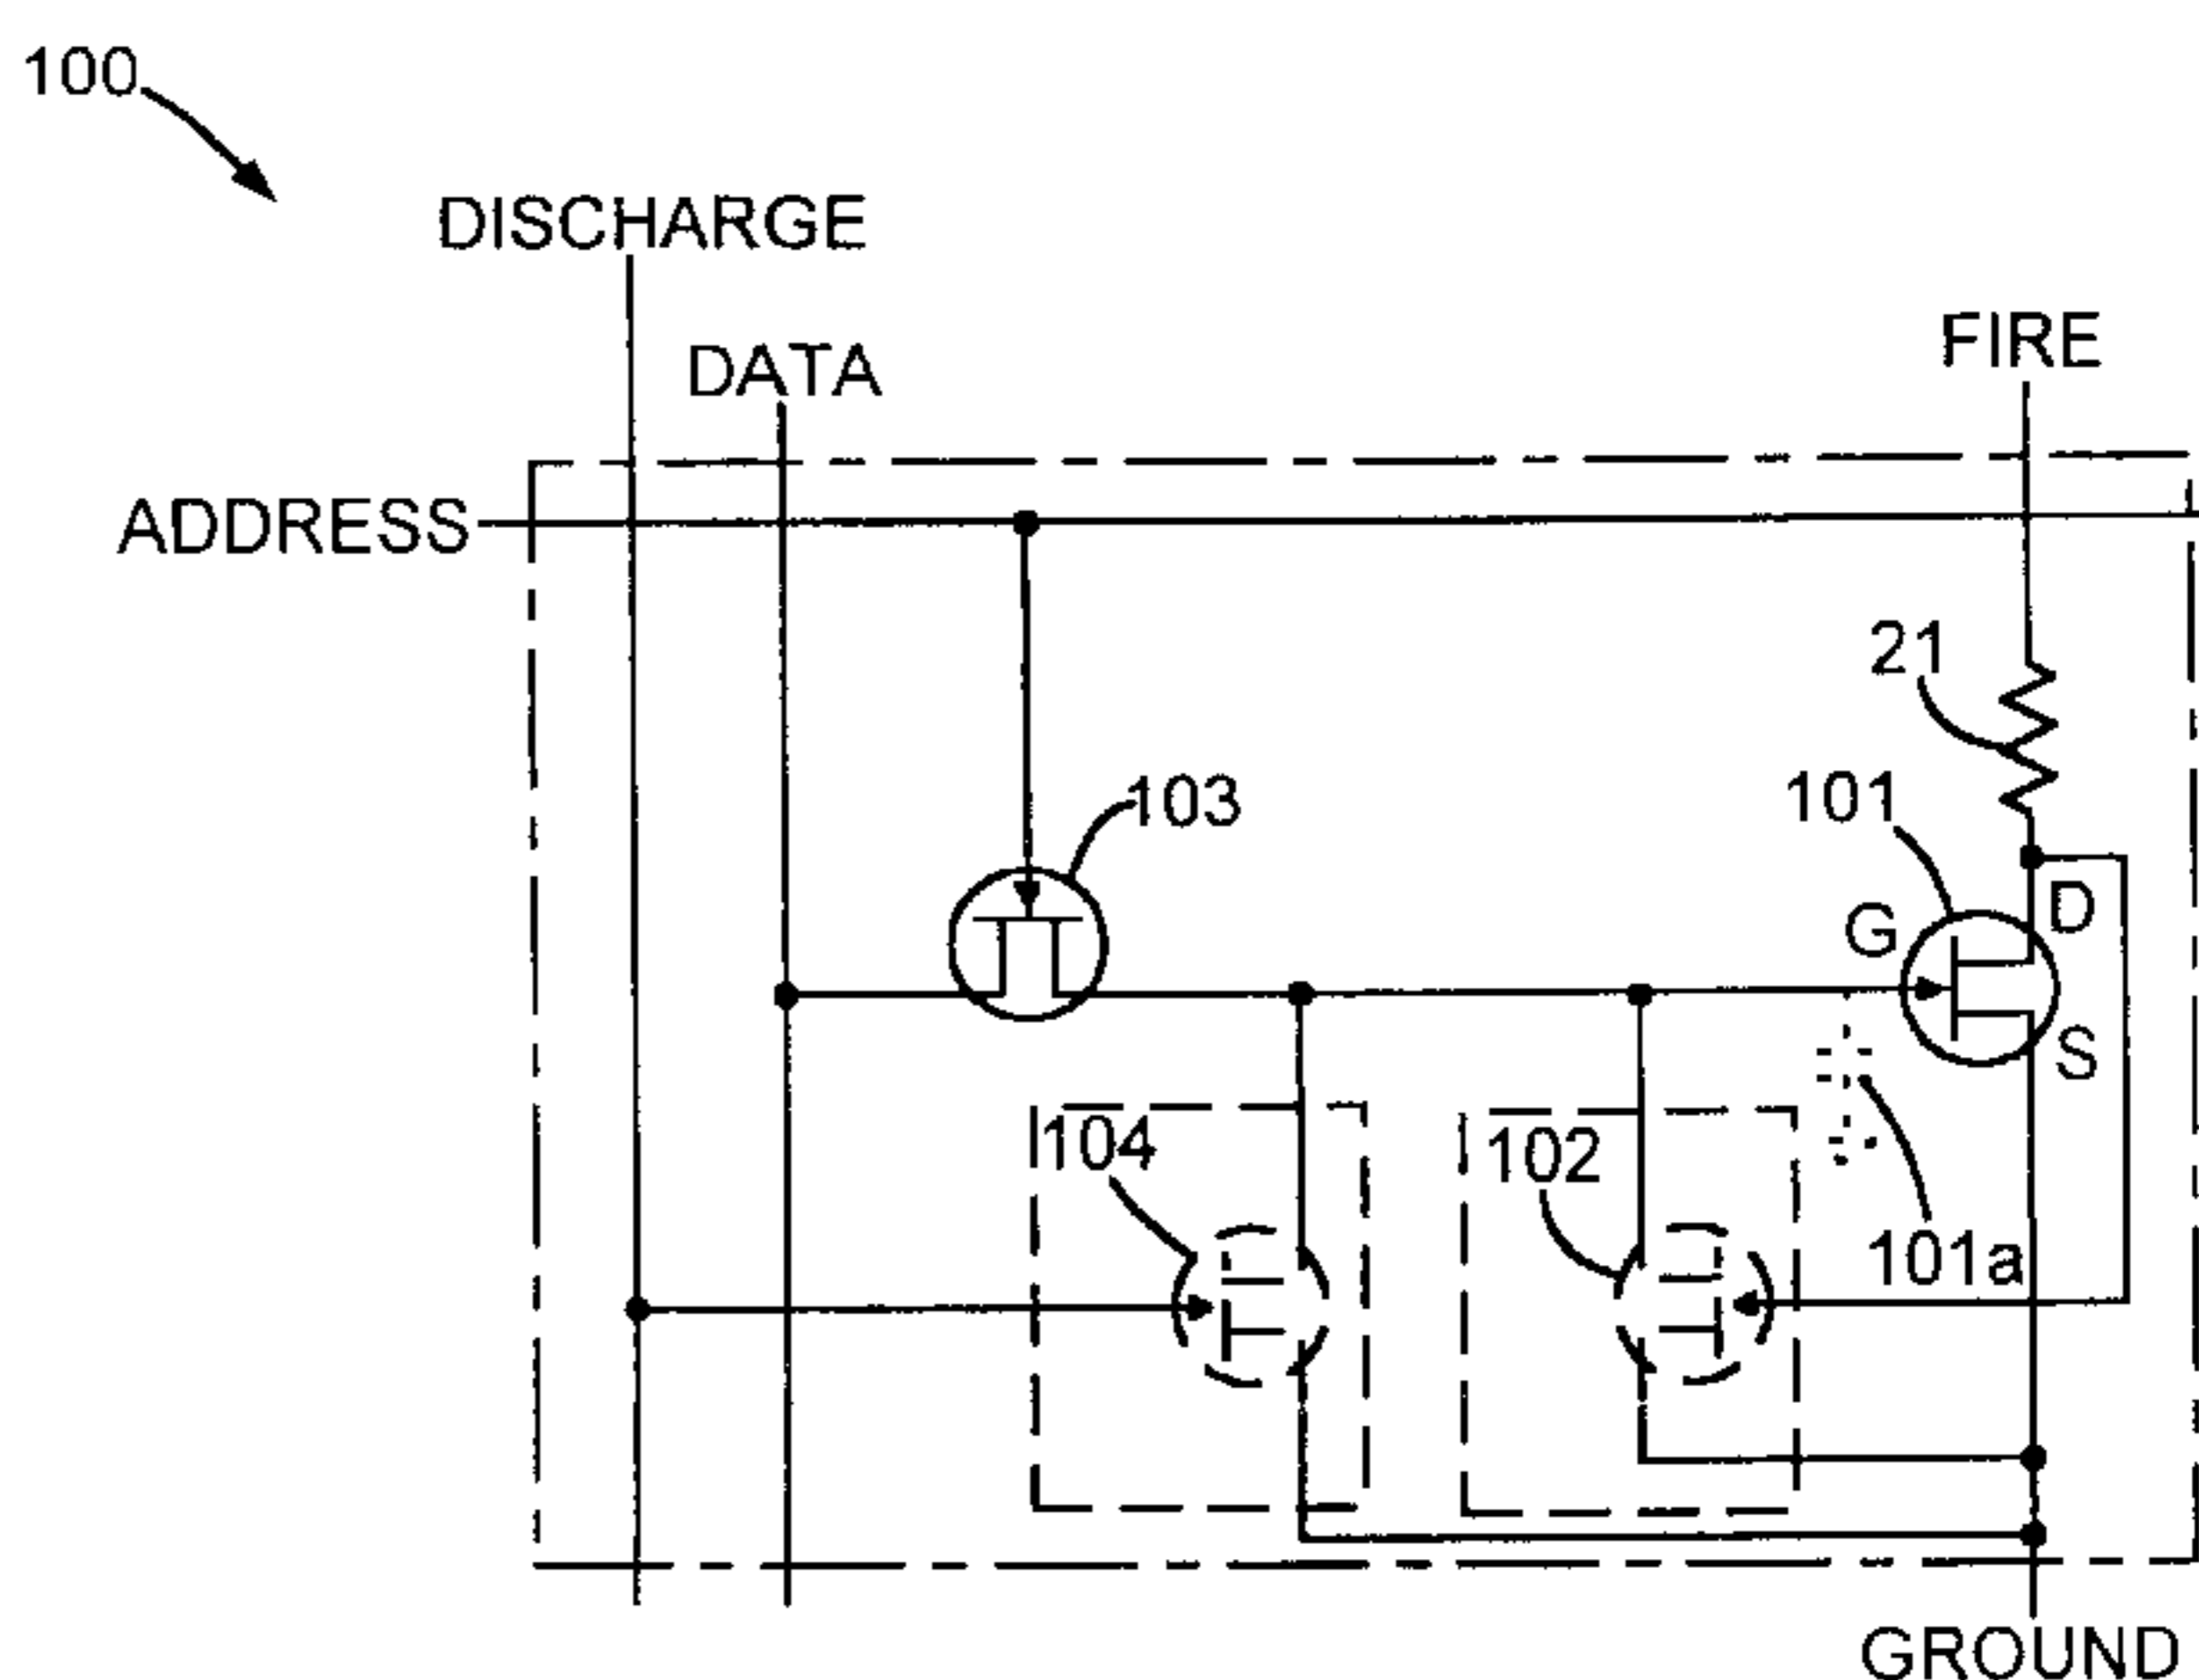 100
DISCHARGE
DATA
FIRE
ADDRESS
21
103
101
D
G
S
104
102
101a
GROUND